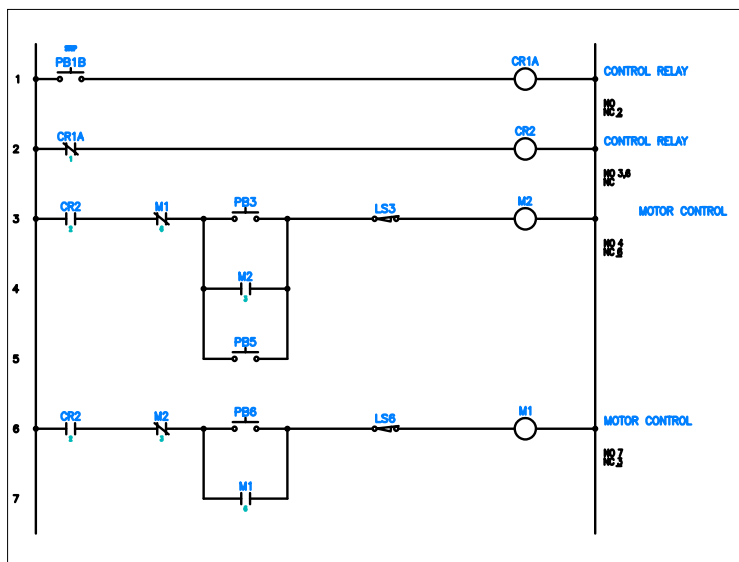 STOP
PB1B
CR1A
1
CONTROL RELAY
NO
NC 2
CR1A
CR2
2
1
CONTROL RELAY
NO 3,6
NC
CR2
M1
PB3
LS3
M2
3
2
6
MOTOR CONTROL
NO 4
NC 6
M2
4
3
PB5
5
CR2
M2
PB6
LS6
M1
6
2
3
MOTOR CONTROL
NO 7
NC 3
M1
7
6